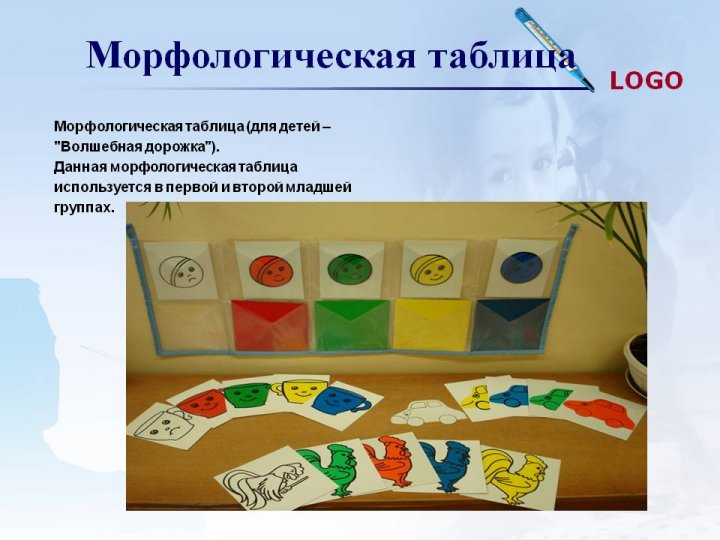 Морфологическая таблица
LOGO
Морфологическая таблица (для детей –
"Волшебная дорожка").
Данная морфологическая таблица
используется в первой и второй младшей
группах.